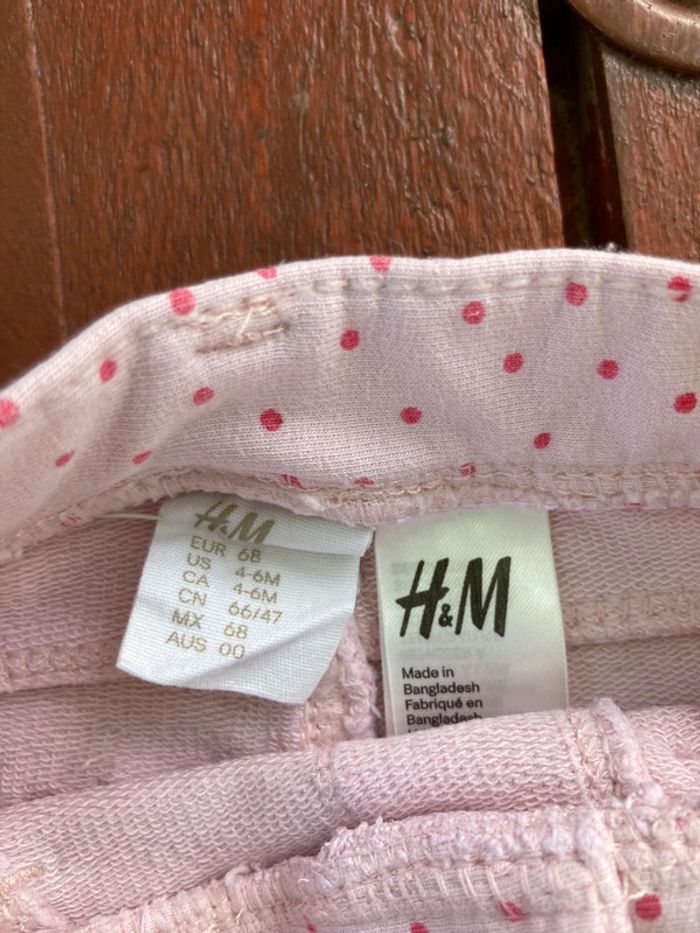 H&M
EUR 68
US 4-6M
CA 4-6M
CN 66/47
MX 68
AUS 00
H&M
Made in
Bangladesh
Fabriqué en
Bangladesh